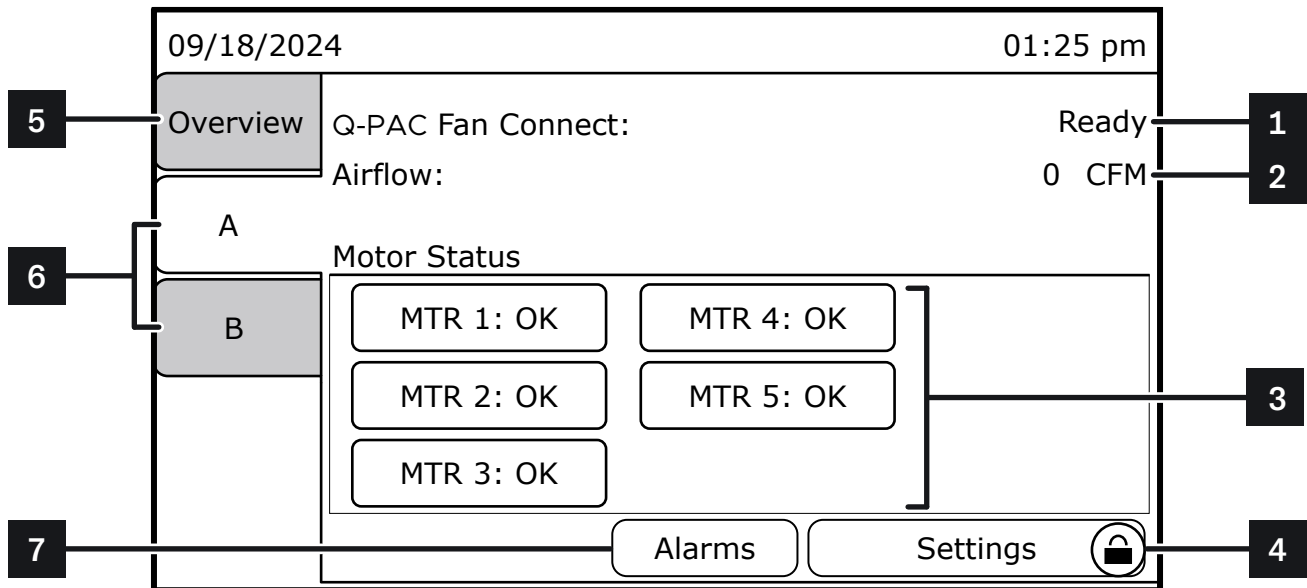 09/18/2024 01:25 pm
5 Overview Q-PAC Fan Connect: Ready 1
Airflow: 0 CFM 2
A
6 Motor Status
B MTR 1: OK MTR 4: OK
MTR 2: OK MTR 5: OK 3
MTR 3: OK
7 Alarms Settings 4